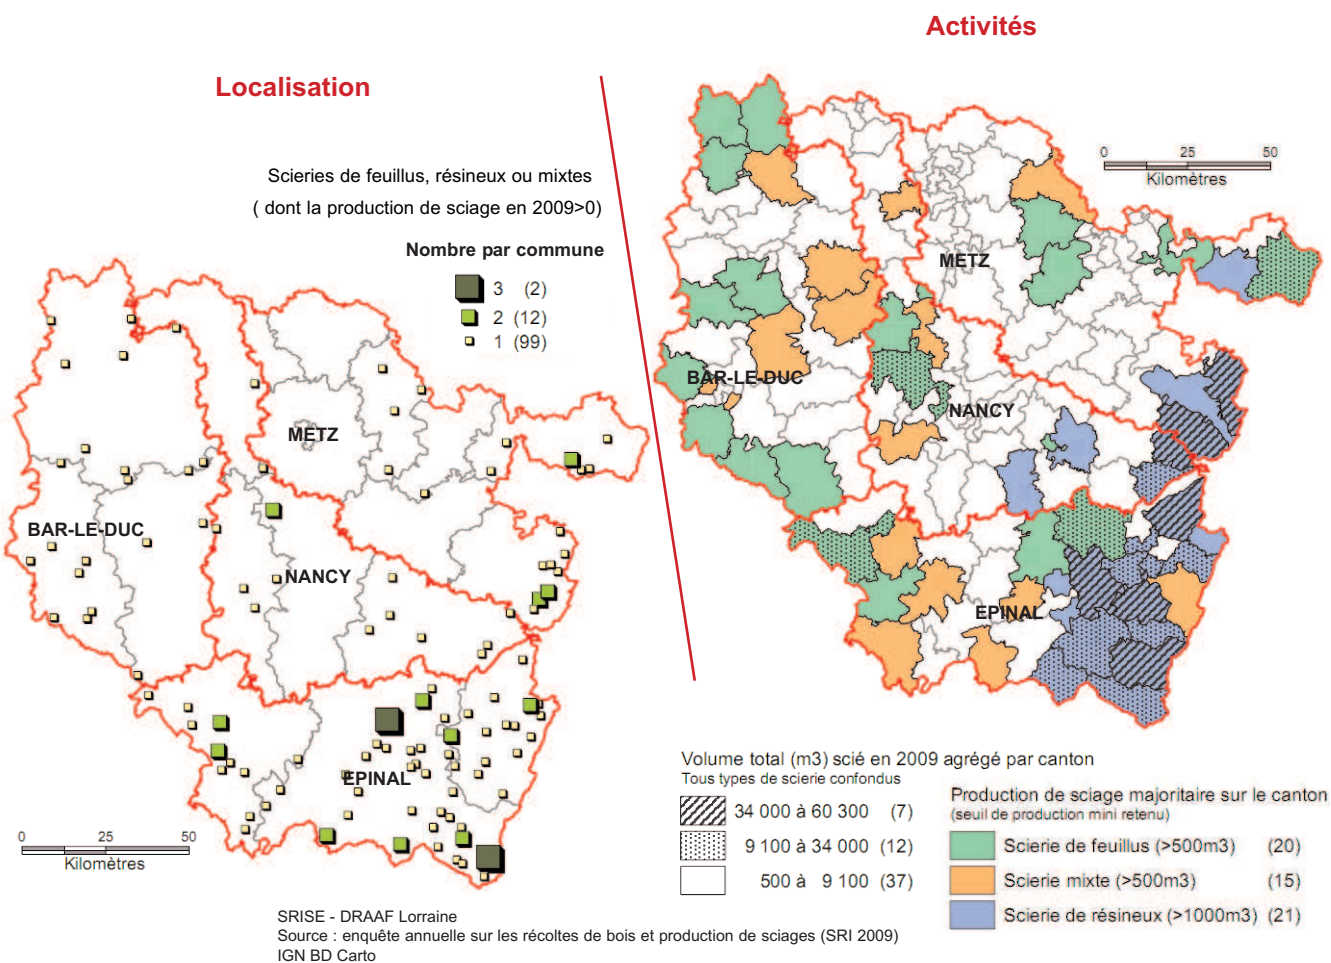 Activités
Localisation
Scieries de feuillus, résineux ou mixtes
( dont la production de sciage en 2009>0)
Nombre par commune
3 (2)
2 (12)
1 (99)
METZ
BAR-LE-DUC
NANCY
EPINAL
0 25 50
Kilomètres
0 25 50
Kilomètres
METZ
BAR-LE-DUC
NANCY
EPINAL
Volume total (m3) scié en 2009 agrégé par canton
Tous types de scierie confondus
34 000 à 60 300 (7)
9 100 à 34 000 (12)
500 à 9 100 (37)
Production de sciage majoritaire sur le canton
(seuil de production mini retenu)
Scierie de feuillus (>500m3) (20)
Scierie mixte (>500m3) (15)
Scierie de résineux (>1000m3) (21)
SRISE - DRAAF Lorraine
Source : enquête annuelle sur les récoltes de bois et production de sciages (SRI 2009)
IGN BD Carto